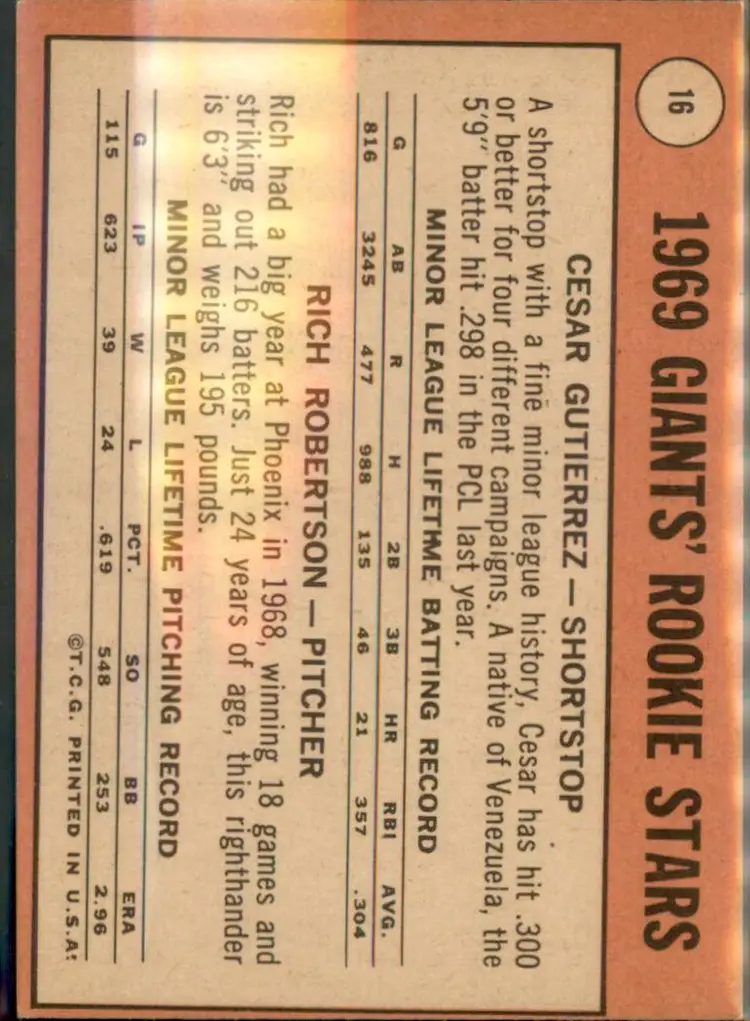 16
1969 GIANTS' ROOKIE STARS
CESAR GUTIERREZ — SHORTSTOP
A shortstop with a fine minor league history, Cesar has hit .300
or better for four different campaigns. A native of Venezuela, the
5'9" batter hit .298 in the PCL last year.
MINOR LEAGUE LIFETIME BATTING RECORD
G AB R H 2B 3B HR RBI AVG.
816 3245 477 988 135 46 21 357 .304
RICH ROBERTSON — PITCHER
Rich had a big year at Phoenix in 1968, winning 18 games and
striking out 216 batters. Just 24 years of age, this righthander
is 6'3" and weighs 195 pounds.
MINOR LEAGUE LIFETIME PITCHING RECORD
G IP W L PCT. SO BB ERA
115 623 39 24 .619 548 253 2.96
©T.C.G. PRINTED IN U.S.A.